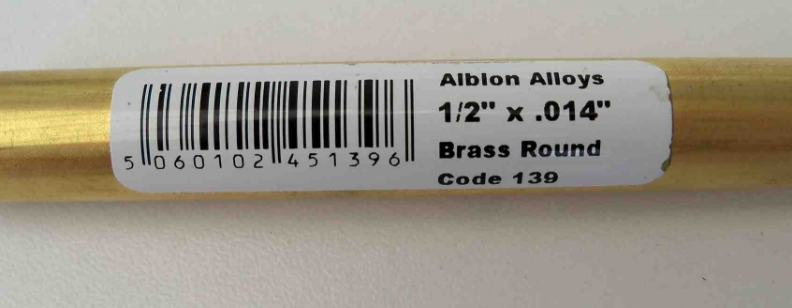 Albion Alloys
1/2" x .014"
Brass Round
Code 139
5 060102 451396